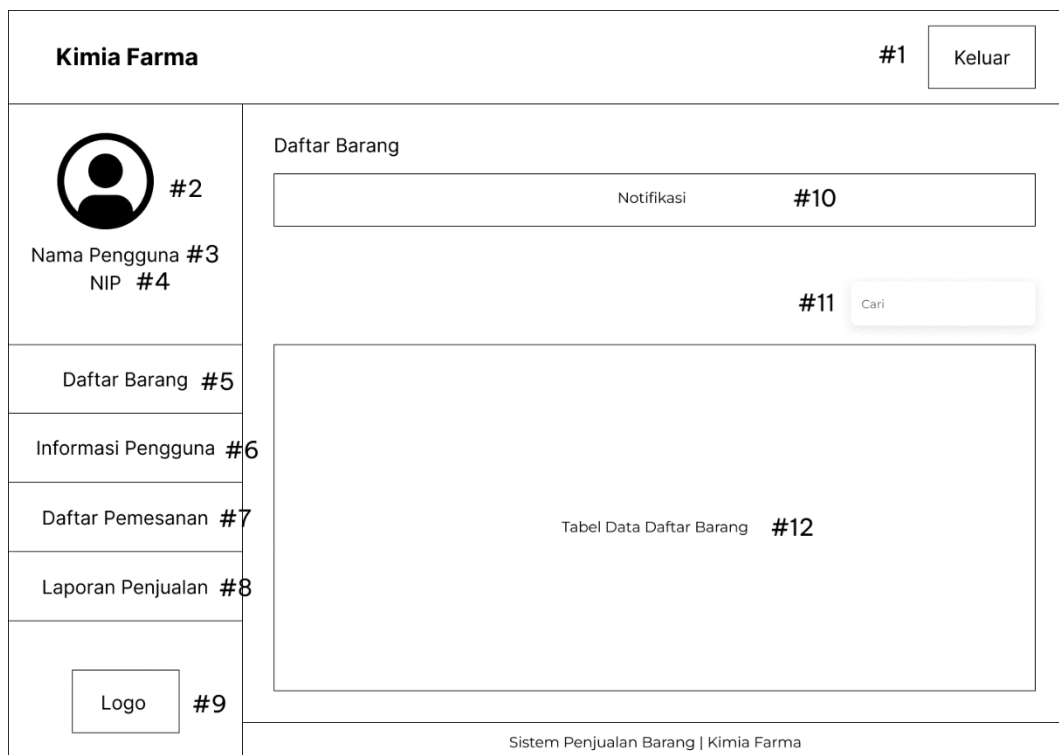 Kimia Farma
#1 Keluar
#2
Nama Pengguna #3
NIP #4
Daftar Barang #5
Informasi Pengguna #6
Daftar Pemesanan #7
Laporan Penjualan #8
Logo #9
Daftar Barang
Notifikasi #10
#11 Cari
Tabel Data Daftar Barang #12
Sistem Penjualan Barang | Kimia Farma